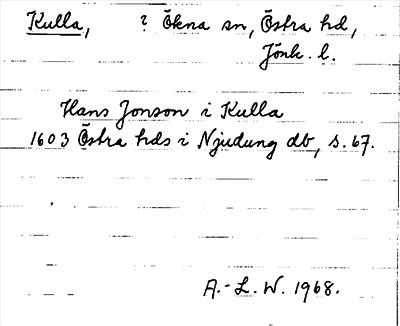 Kulla, ? Ökna sn, Östra hd,
Jönk. l.
Hans Jonson i Kulla
1603 Östra hds i Njudung db, s. 67.
A.-L.W. 1968.